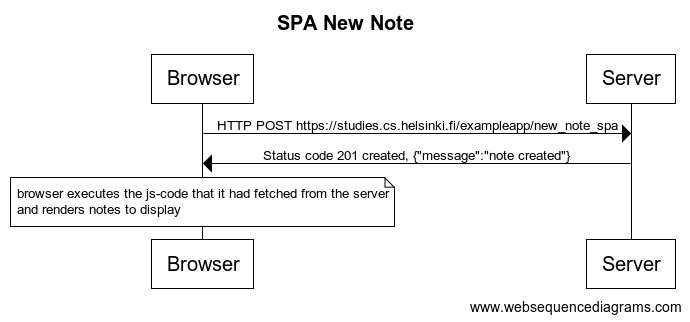 SPA New Note
Browser
Server
HTTP POST https://studies.cs.helsinki.fi/exampleapp/new_note_spa
Status code 201 created, {"message":"note created"}
browser executes the js-code that it had fetched from the server
and renders notes to display
Browser
Server
www.websequencediagrams.com